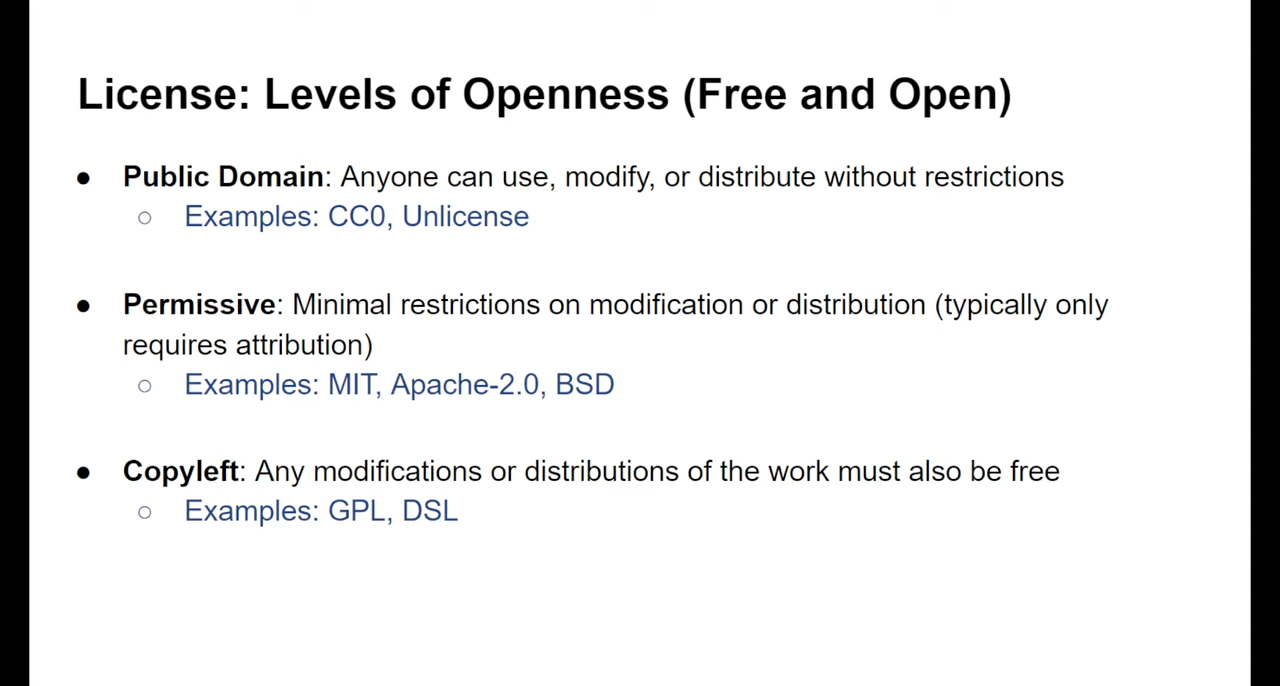 License: Levels of Openness (Free and Open)
● Public Domain: Anyone can use, modify, or distribute without restrictions
○ Examples: CC0, Unlicense
● Permissive: Minimal restrictions on modification or distribution (typically only
requires attribution)
○ Examples: MIT, Apache-2.0, BSD
● Copyleft: Any modifications or distributions of the work must also be free
○ Examples: GPL, DSL